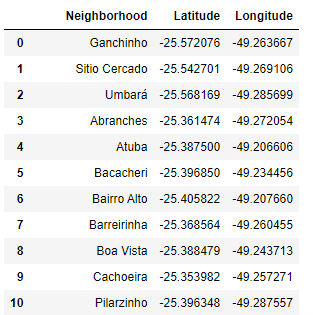 Neighborhood Latitude Longitude
0 Ganchinho -25.572076 -49.263667
1 Sitio Cercado -25.542701 -49.269106
2 Umbará -25.568169 -49.285699
3 Abranches -25.361474 -49.272054
4 Atuba -25.387500 -49.206606
5 Bacacheri -25.396850 -49.234456
6 Bairro Alto -25.405822 -49.207660
7 Barreirinha -25.368564 -49.260455
8 Boa Vista -25.388479 -49.243713
9 Cachoeira -25.353982 -49.257271
10 Pilarzinho -25.396348 -49.287557